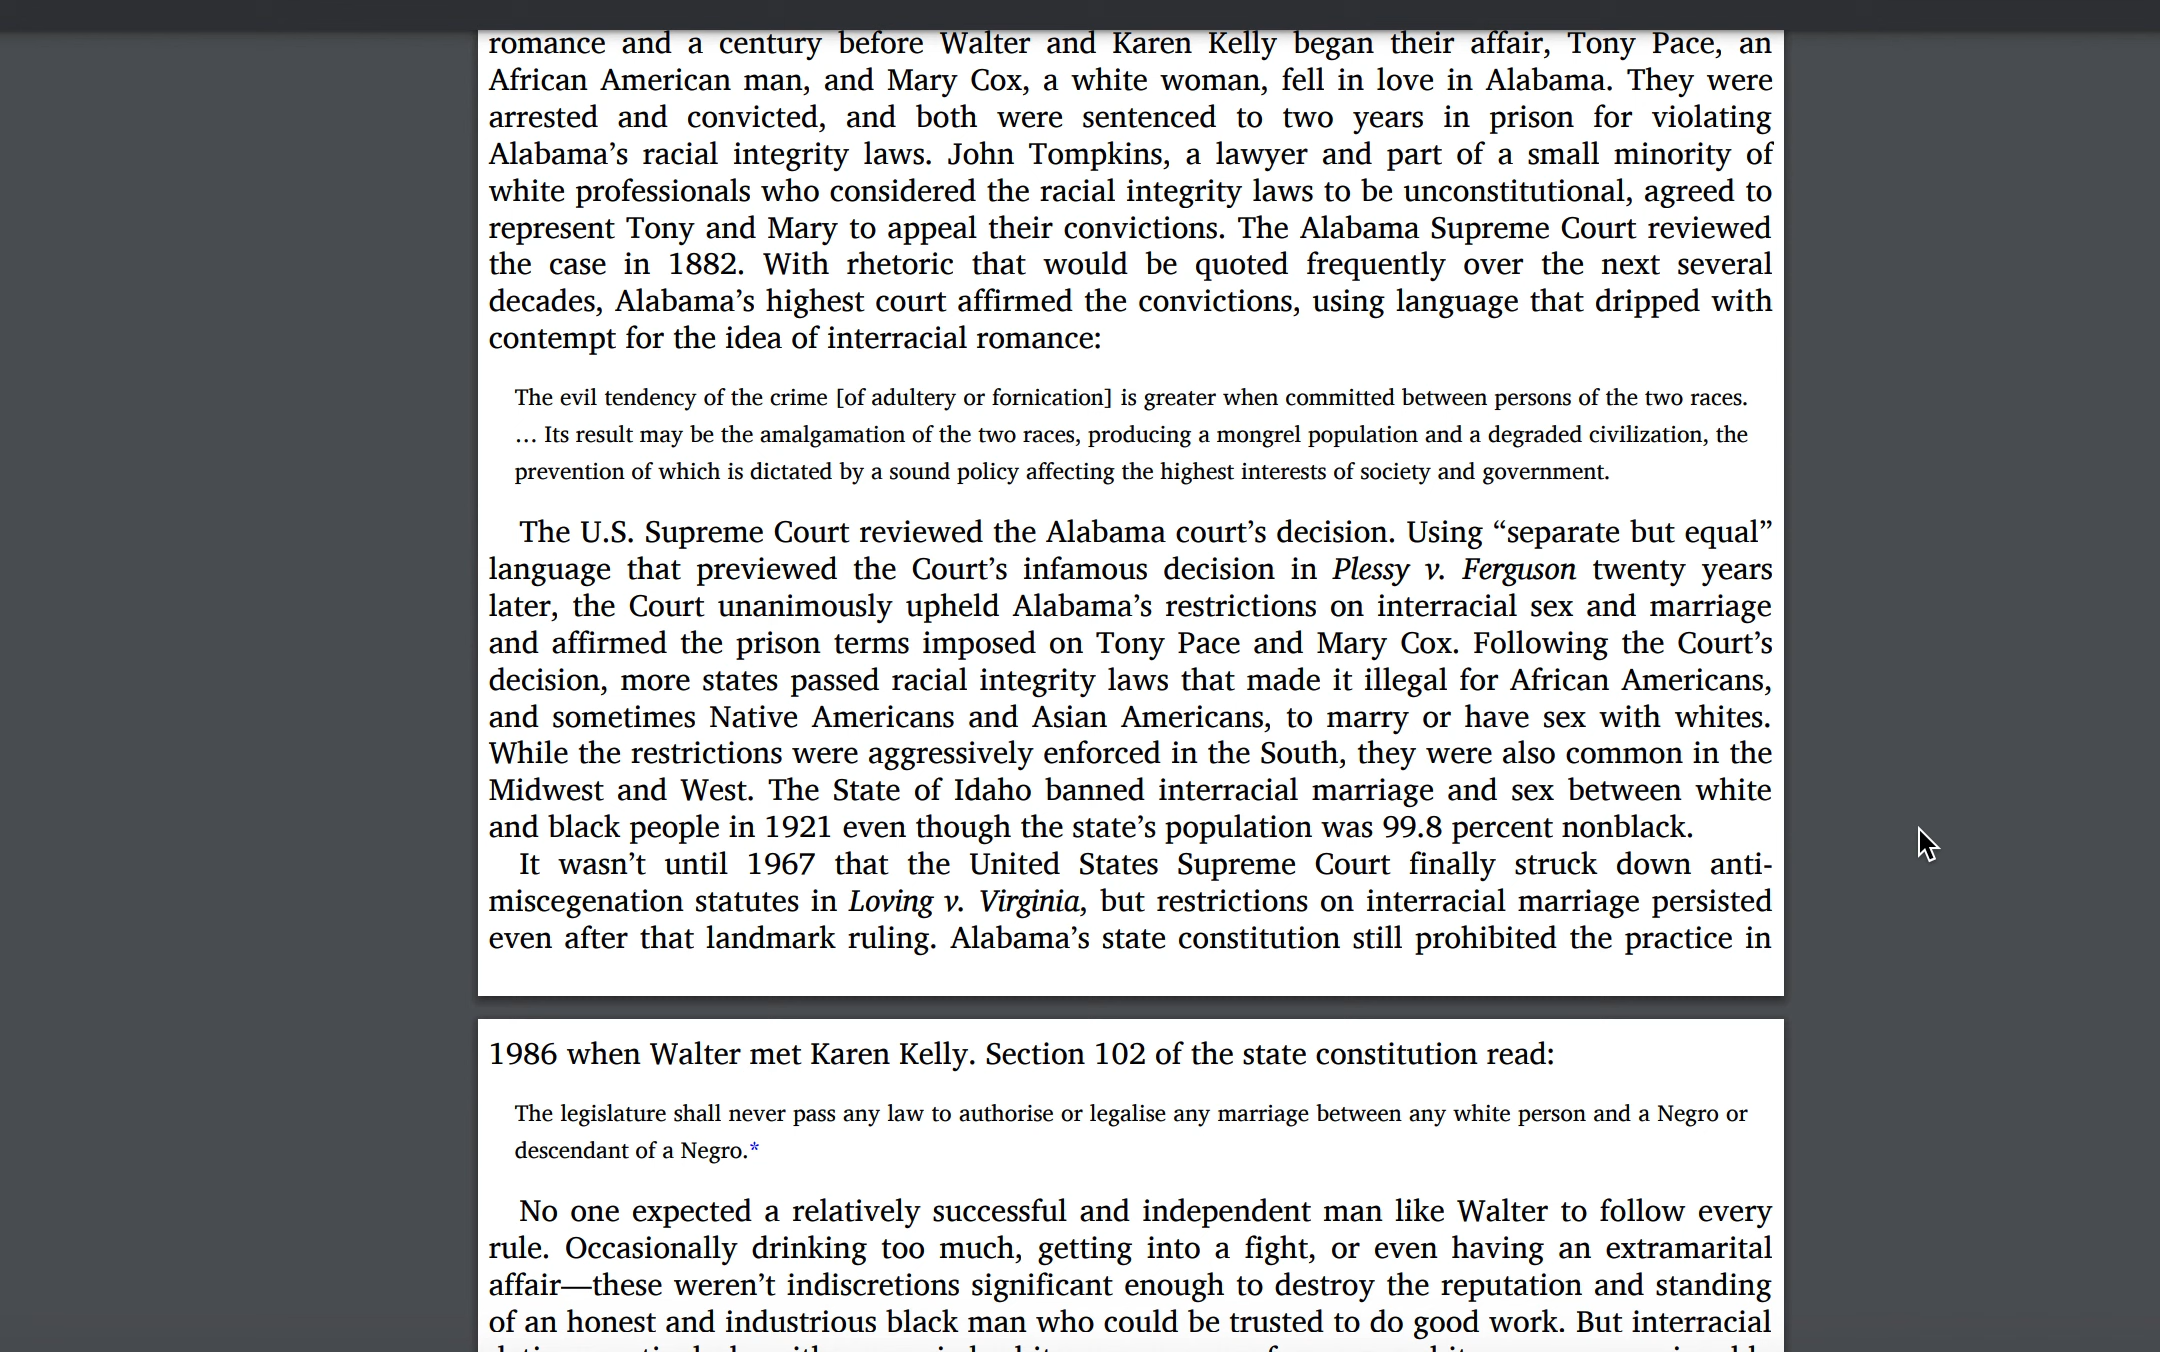 romance and a century before Walter and Karen Kelly began their affair, Tony Pace, an
African American man, and Mary Cox, a white woman, fell in love in Alabama. They were
arrested and convicted, and both were sentenced to two years in prison for violating
Alabama’s racial integrity laws. John Tompkins, a lawyer and part of a small minority of
white professionals who considered the racial integrity laws to be unconstitutional, agreed to
represent Tony and Mary to appeal their convictions. The Alabama Supreme Court reviewed
the case in 1882. With rhetoric that would be quoted frequently over the next several
decades, Alabama’s highest court affirmed the convictions, using language that dripped with
contempt for the idea of interracial romance:
The evil tendency of the crime [of adultery or fornication] is greater when committed between persons of the two races.
… Its result may be the amalgamation of the two races, producing a mongrel population and a degraded civilization, the
prevention of which is dictated by a sound policy affecting the highest interests of society and government.
The U.S. Supreme Court reviewed the Alabama court’s decision. Using “separate but equal”
language that previewed the Court’s infamous decision in Plessy v. Ferguson twenty years
later, the Court unanimously upheld Alabama’s restrictions on interracial sex and marriage
and affirmed the prison terms imposed on Tony Pace and Mary Cox. Following the Court’s
decision, more states passed racial integrity laws that made it illegal for African Americans,
and sometimes Native Americans and Asian Americans, to marry or have sex with whites.
While the restrictions were aggressively enforced in the South, they were also common in the
Midwest and West. The State of Idaho banned interracial marriage and sex between white
and black people in 1921 even though the state’s population was 99.8 percent nonblack.
It wasn’t until 1967 that the United States Supreme Court finally struck down anti-
miscegenation statutes in Loving v. Virginia, but restrictions on interracial marriage persisted
even after that landmark ruling. Alabama’s state constitution still prohibited the practice in
1986 when Walter met Karen Kelly. Section 102 of the state constitution read:
The legislature shall never pass any law to authorise or legalise any marriage between any white person and a Negro or
descendant of a Negro.*
No one expected a relatively successful and independent man like Walter to follow every
rule. Occasionally drinking too much, getting into a fight, or even having an extramarital
affair—these weren’t indiscretions significant enough to destroy the reputation and standing
of an honest and industrious black man who could be trusted to do good work. But interracial